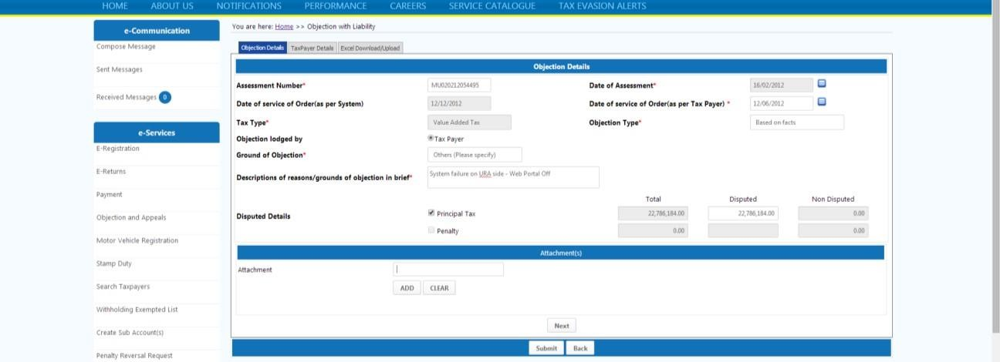 HOME ABOUT US NOTIFICATIONS PERFORMANCE CAREERS SERVICE CATALOGUE TAX EVASION ALERTS
e-Communication
Compose Message
Sent Messages
Received Messages 0
e-Services
E-Registration
E-Returns
Payment
Objection and Appeals
Motor Vehicle Registration
Stamp Duty
Search Taxpayers
Withholding Exempted List
Create Sub Account(s)
Penalty Reversal Request
You are here: Home >> Objection with Liability
Objection Details TaxPayer Details Excel Download/Upload
Objection Details
Assessment Number* MU020212054495 Date of Assessment* 16/02/2012
Date of service of Order(as per System) 12/12/2012 Date of service of Order(as per Tax Payer) * 12/06/2012
Tax Type* Value Added Tax Objection Type* Based on facts
Objection lodged by Tax Payer
Ground of Objection* Others (Please specify)
Descriptions of reasons/grounds of objection in brief* System failure on URA side - Web Portal Off
Total Disputed Non Disputed
Disputed Details Principal Tax 22,786,184.00 22,786,184.00 0.00
Penalty 0.00 0.00
Attachment(s)
Attachment
ADD CLEAR
Next
Submit Back